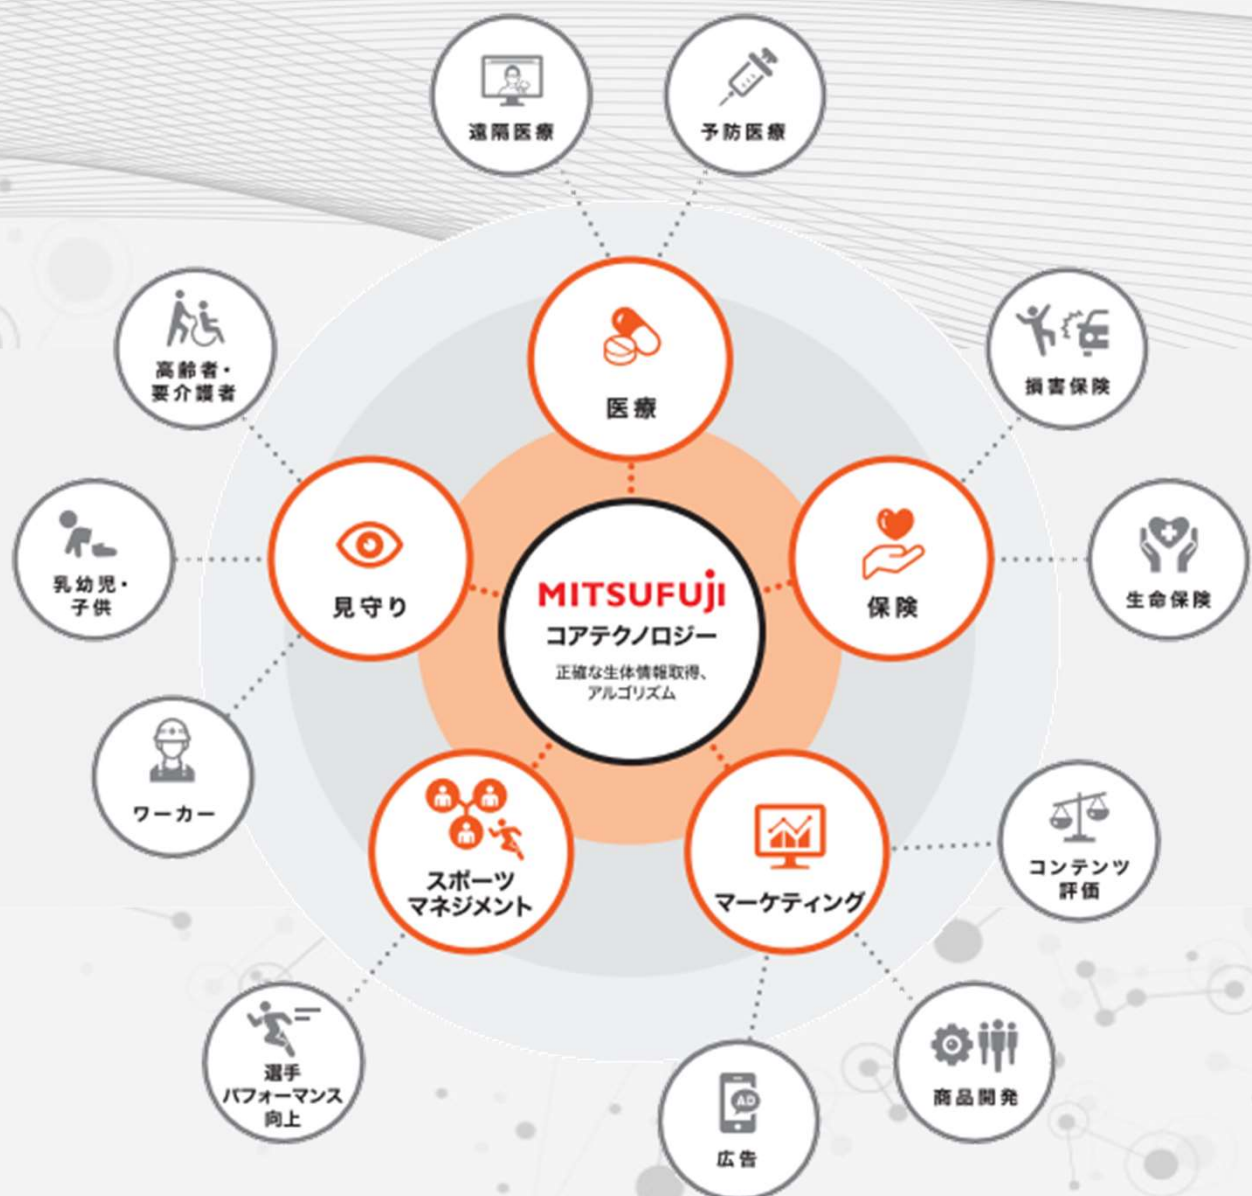 遠隔医療
予防医療
高齢者・
要介護者
医療
損害保険
乳幼児・
子供
見守り
MITSUFUJI
コアテクノロジー
正確な生体情報取得、
アルゴリズム
保険
生命保険
ワーカー
スポーツ
マネジメント
マーケティング
コンテンツ
評価
選手
パフォーマンス
向上
AD
広告
商品開発